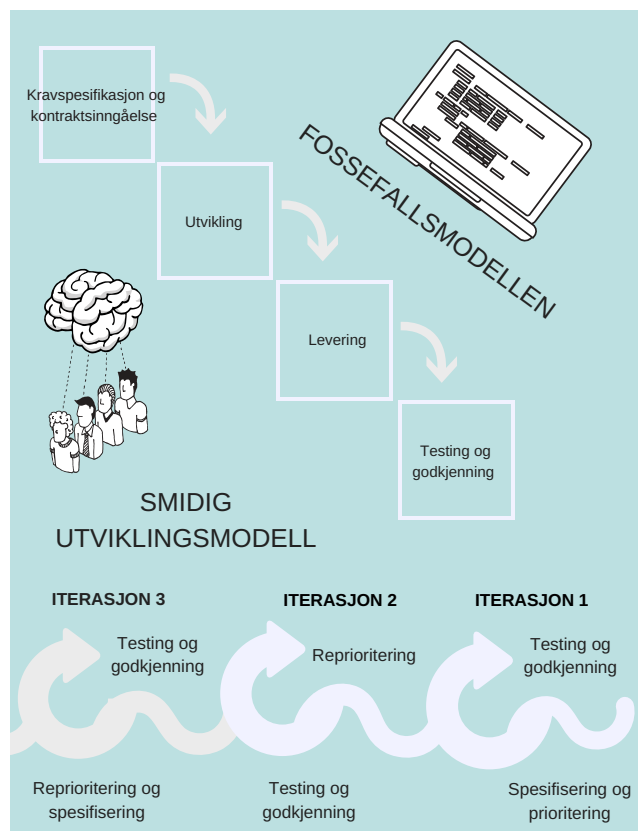 Kravspesifikasjon og
kontraktsinngåelse
Utvikling
Levering
Testing og
godkjenning
FOSSEFALLSMODELLEN
SMIDIG
UTVIKLINGSMODELL
ITERASJON 3
ITERASJON 2
ITERASJON 1
Testing og
godkjenning
Reprioritering
Testing og
godkjenning
Reprioritering og
spesifisering
Testing og
godkjenning
Spesifisering og
prioritering